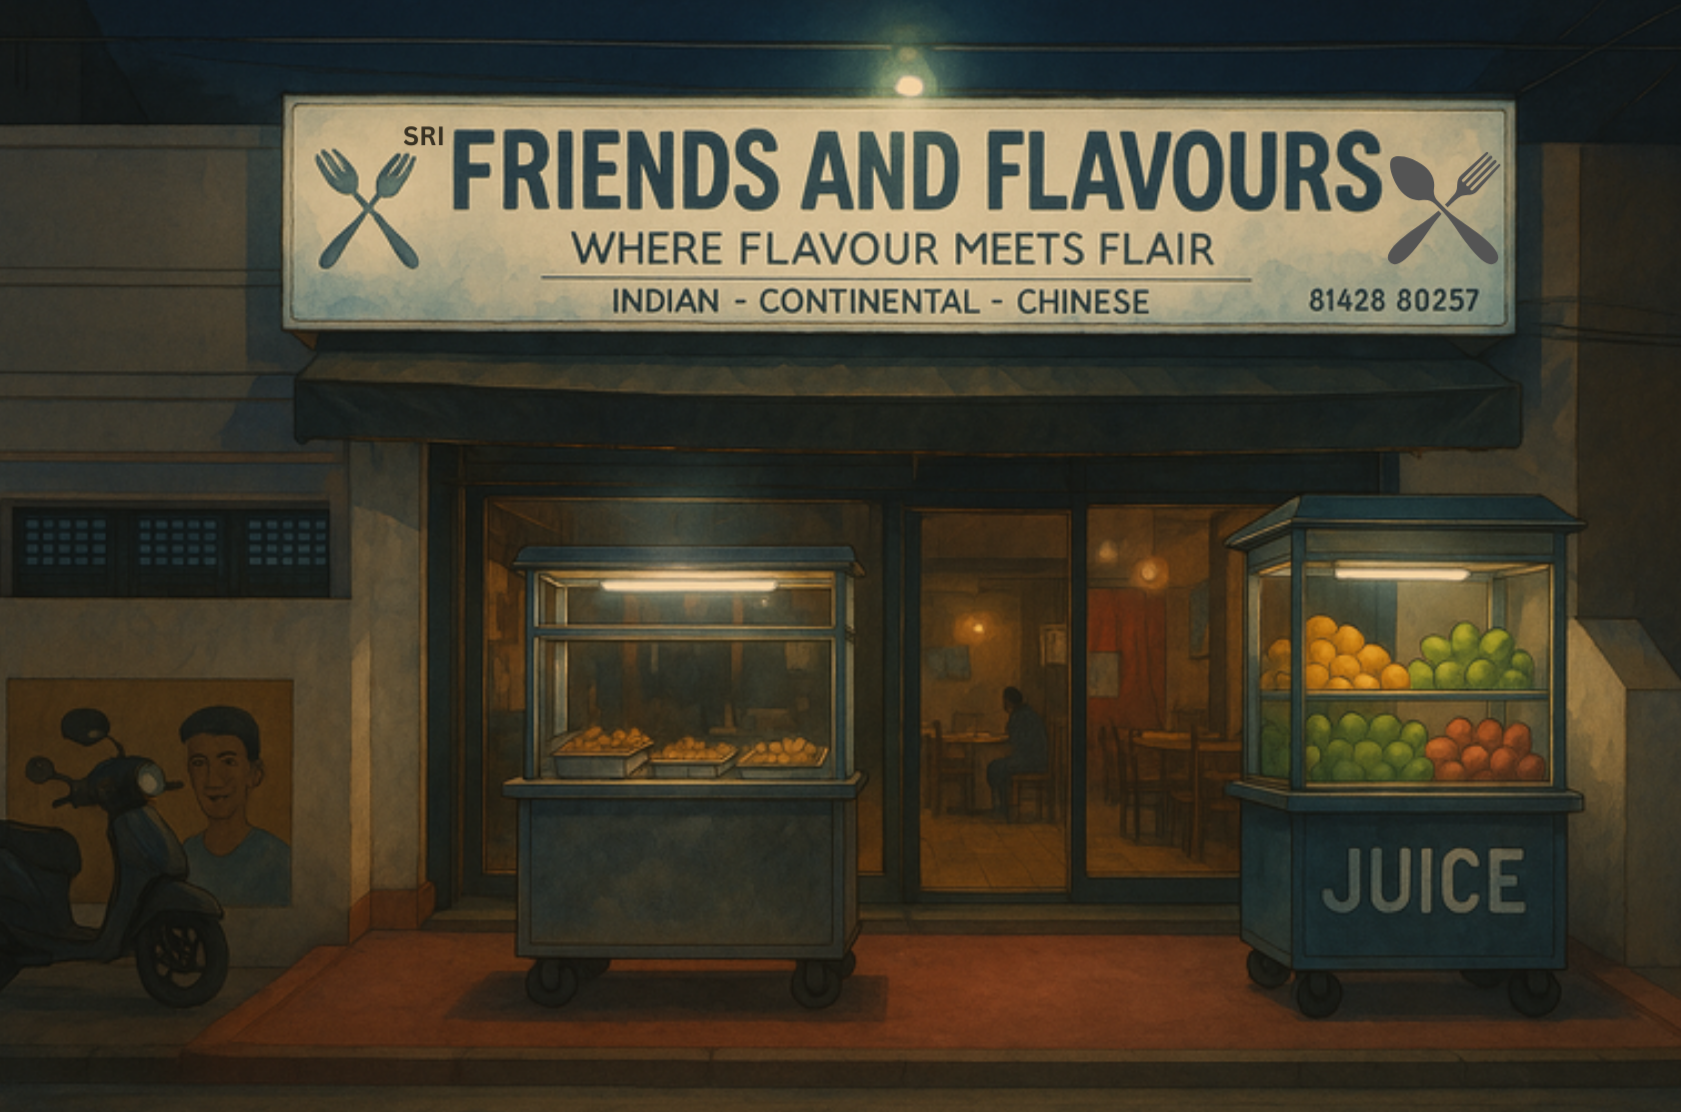 SRI FRIENDS AND FLAVOURS
WHERE FLAVOUR MEETS FLAIR
INDIAN - CONTINENTAL - CHINESE
81428 80257
JUICE